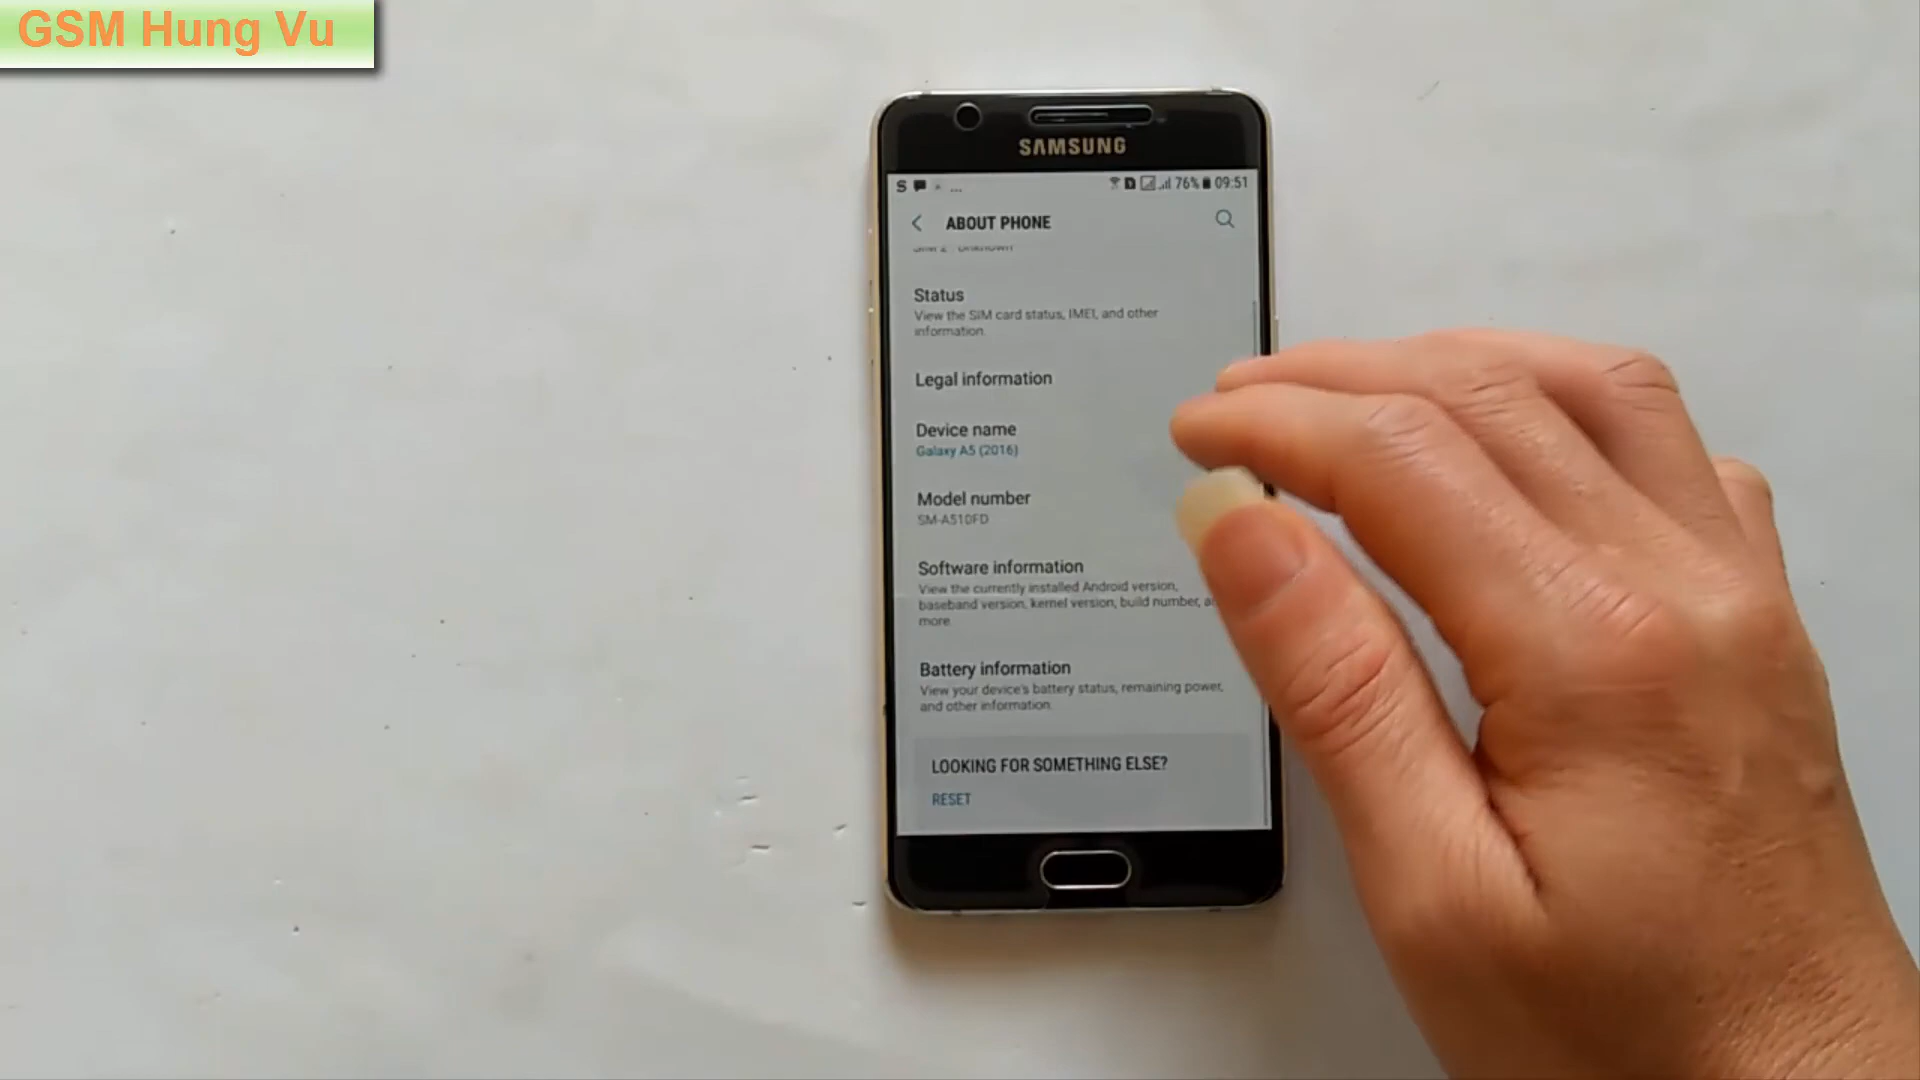 GSM Hung Vu
SAMSUNG
S ... 76% 09:51
ABOUT PHONE
Status
View the SIM card status, IMEI, and other
information.
Legal information
Device name
Galaxy A5 (2016)
Model number
SM-A510FD
Software information
View the currently installed Android version,
baseband version, kernel version, build number, a
more.
Battery information
View your device's battery status, remaining power,
and other information.
LOOKING FOR SOMETHING ELSE?
RESET